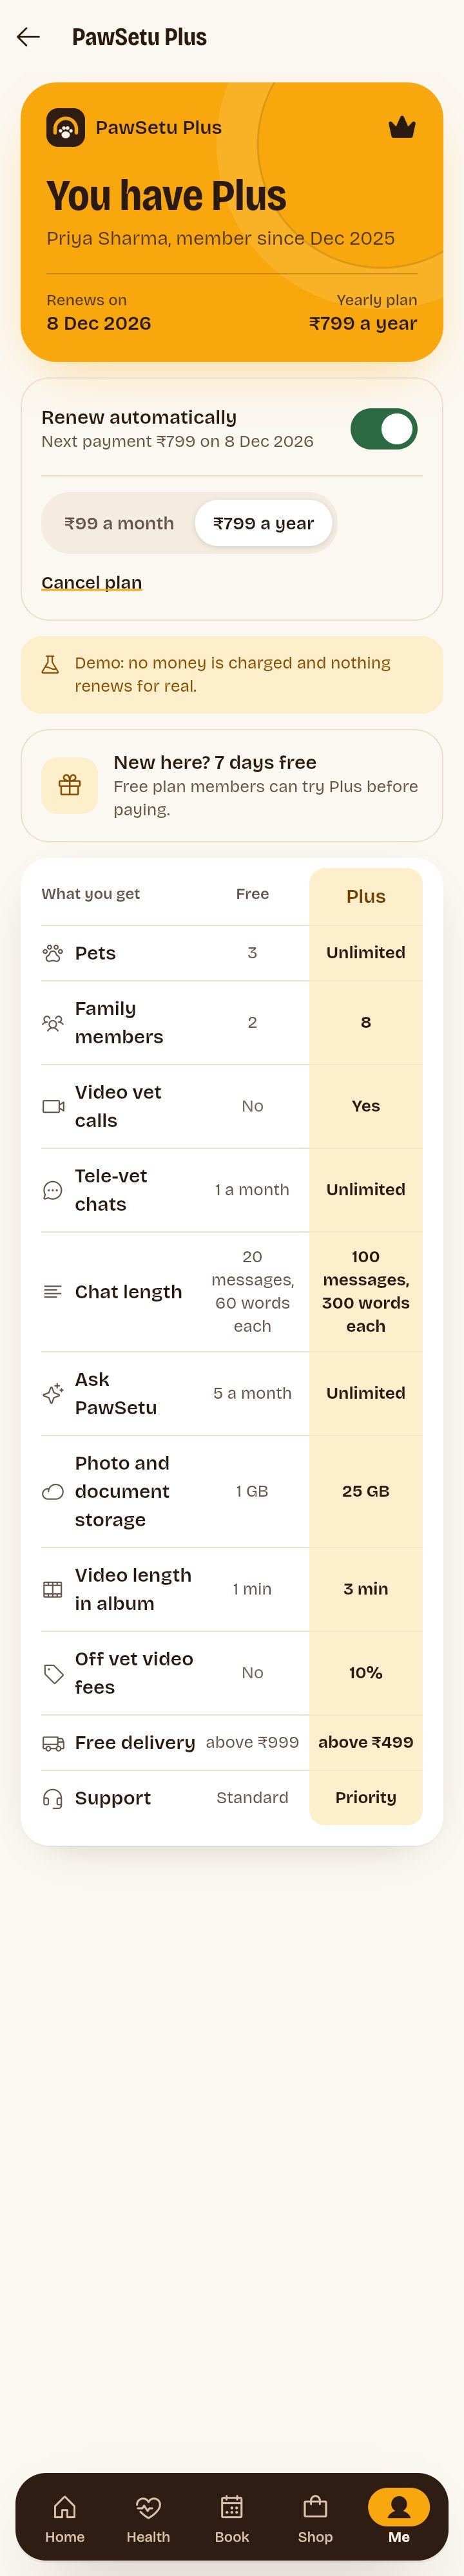 PawSetu Plus
PawSetu Plus
You have Plus
Priya Sharma, member since Dec 2025
Renews on
Yearly plan
8 Dec 2026
₹799 a year
Renew automatically
Next payment ₹799 on 8 Dec 2026
₹99 a month
₹799 a year
Cancel plan
Demo: no money is charged and nothing
renews for real.
New here? 7 days free
Free plan members can try Plus before
paying.
What you get
Free
Plus
Pets
3
Unlimited
Family
members
2
8
Video vet
calls
No
Yes
Tele-vet
chats
1 a month
Unlimited
Chat length
20
messages,
60 words
each
100
messages,
300 words
each
Ask
PawSetu
5 a month
Unlimited
Photo and
document
storage
1 GB
25 GB
Video length
in album
1 min
3 min
Off vet video
fees
No
10%
Free delivery
above ₹999
above ₹499
Support
Standard
Priority
Home
Health
Book
Shop
Me